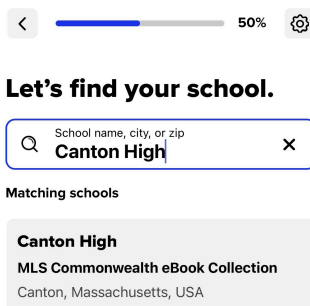 50%
Let's find your school.
School name, city, or zip
Canton High
Matching schools
Canton High
MLS Commonwealth eBook Collection
Canton, Massachusetts, USA